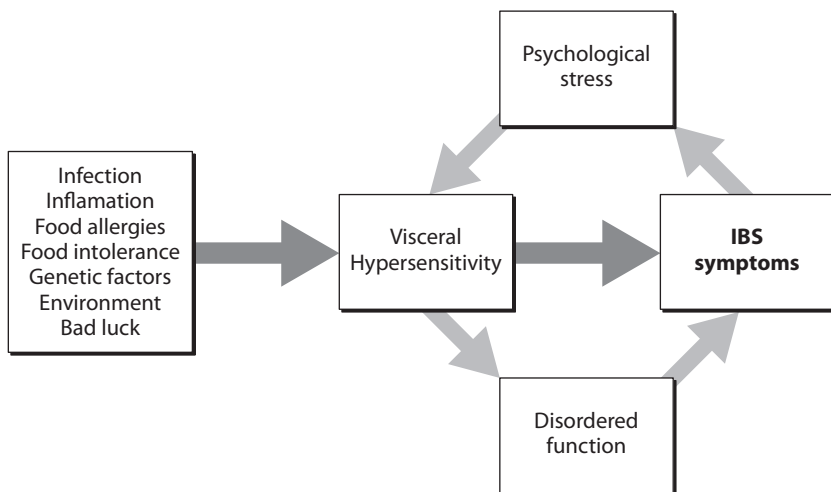 Psychological
stress
Infection
Inflamation
Food allergies
Food intolerance
Genetic factors
Environment
Bad luck
Visceral
Hypersensitivity
IBS
symptoms
Disordered
function